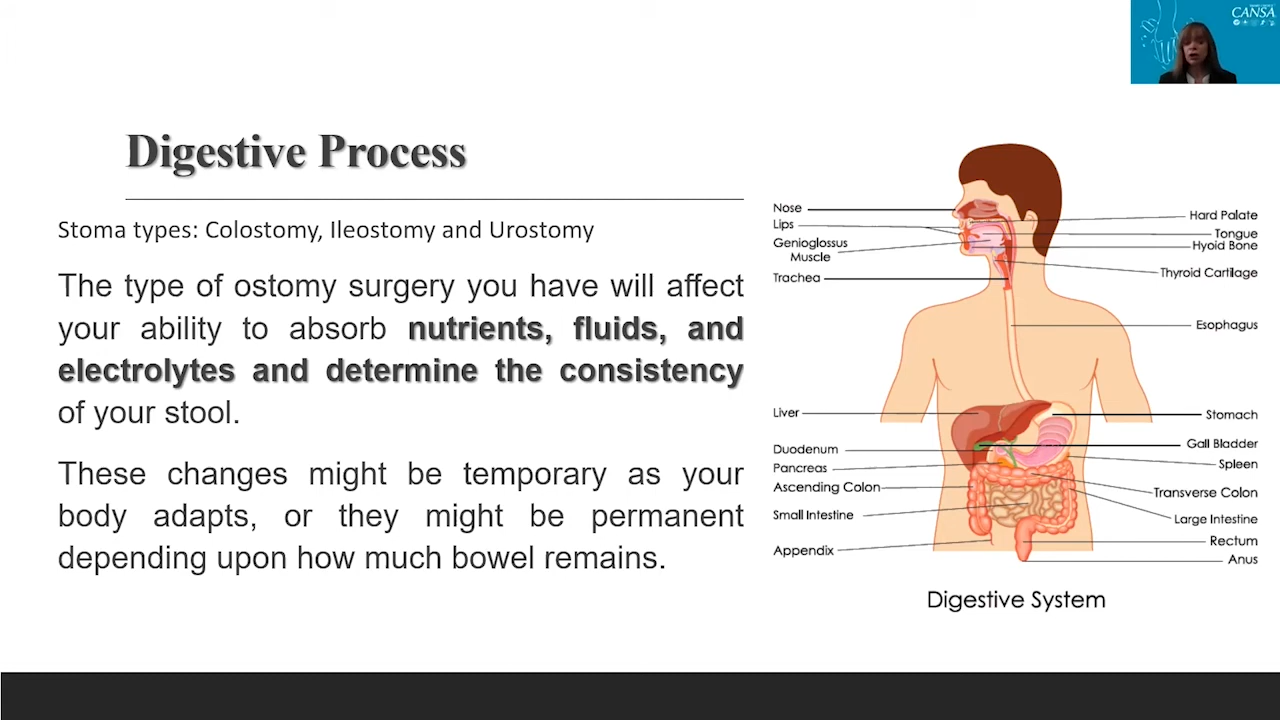 CANSA
Digestive Process
Stoma types: Colostomy, Ileostomy and Urostomy
The type of ostomy surgery you have will affect
your ability to absorb nutrients, fluids, and
electrolytes and determine the consistency
of your stool.
These changes might be temporary as your
body adapts, or they might be permanent
depending upon how much bowel remains.
Nose
Lips
Genioglossus
Muscle
Trachea
Liver
Duodenum
Pancreas
Ascending Colon
Small Intestine
Appendix
Hard Palate
Tongue
Hyoid Bone
Thyroid Cartilage
Esophagus
Stomach
Gall Bladder
Spleen
Transverse Colon
Large Intestine
Rectum
Anus
Digestive System